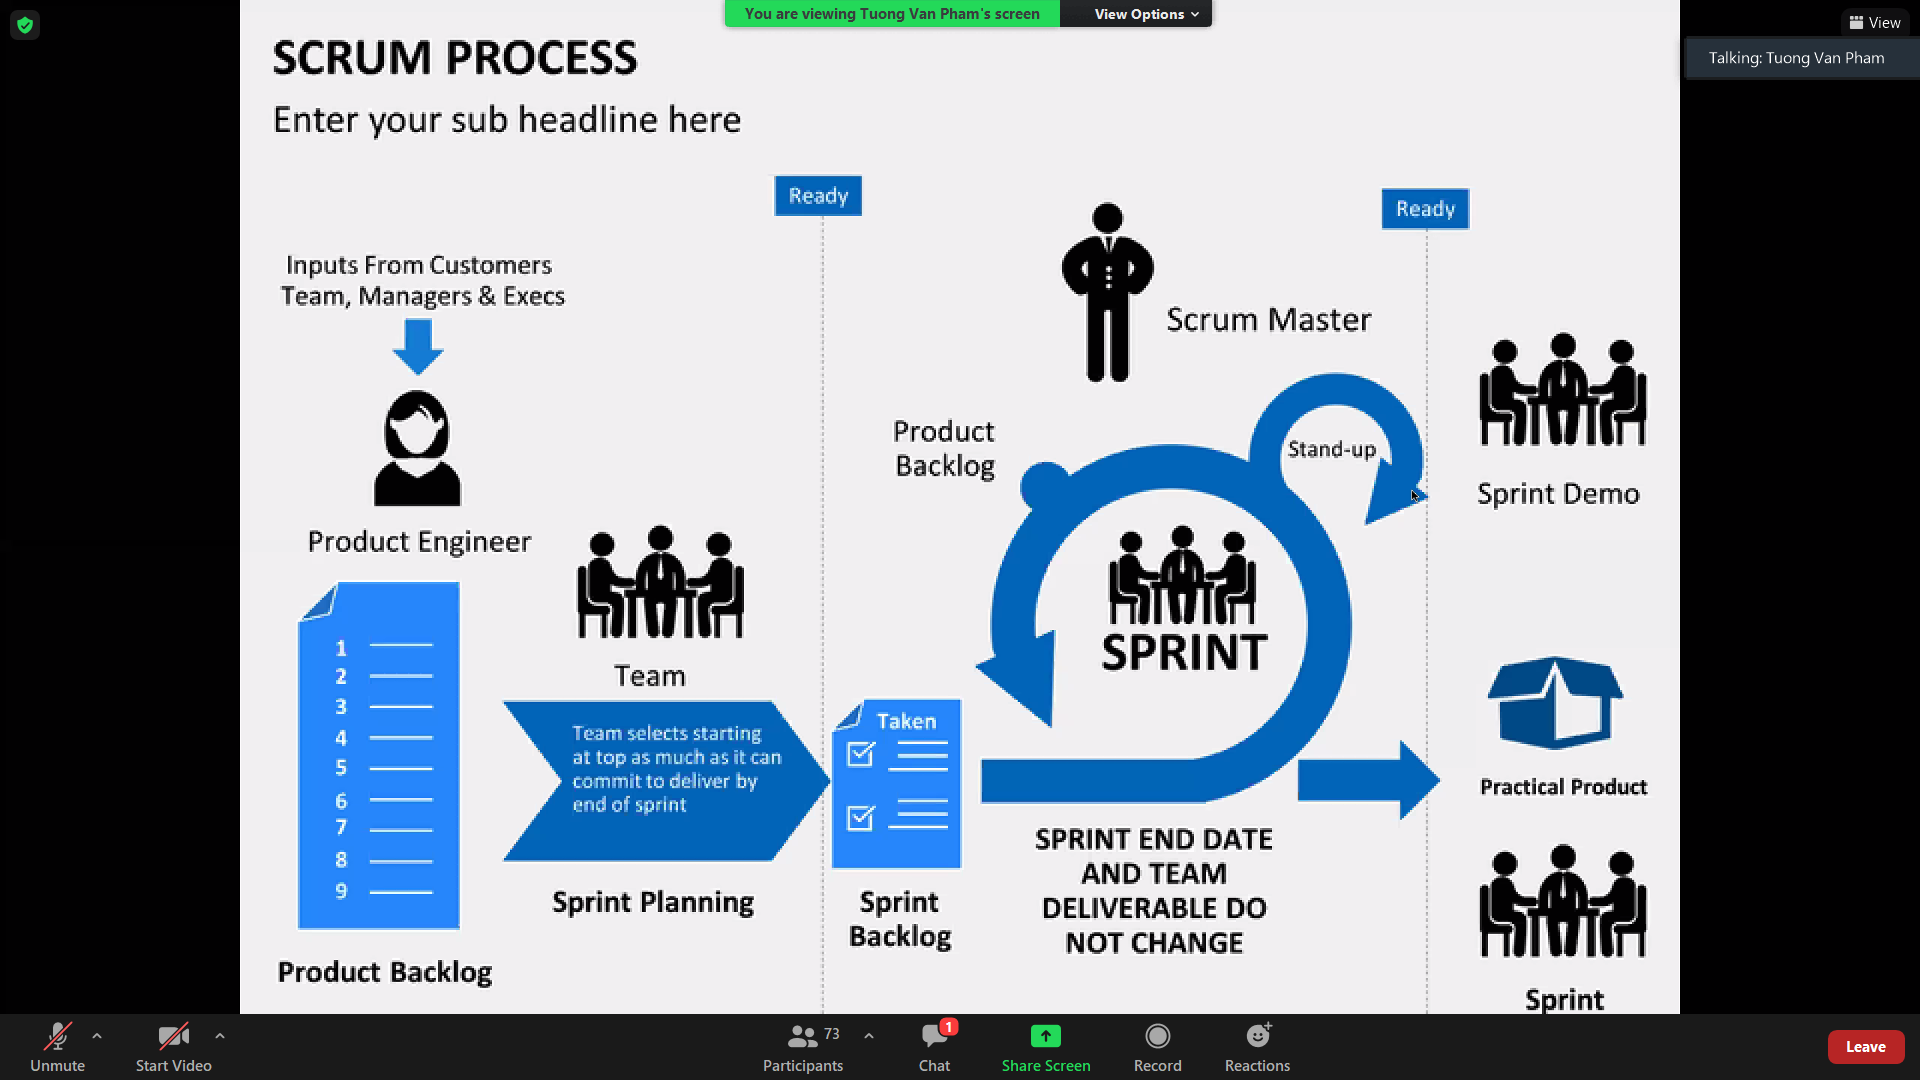 You are viewing Tuong Van Pham's screen
View Options
View
Talking: Tuong Van Pham
SCRUM PROCESS
Enter your sub headline here
Ready
Ready
Inputs From Customers
Team, Managers & Execs
Scrum Master
Product
Backlog
Stand-up
Sprint Demo
Product Engineer
SPRINT
Team
1
2
3
4
5
6
7
8
9
Team selects starting
at top as much as it can
commit to deliver by
end of sprint
Taken
Practical Product
SPRINT END DATE
AND TEAM
DELIVERABLE DO
NOT CHANGE
Sprint Planning
Sprint
Backlog
Product Backlog
Sprint
Unmute
Start Video
73
Participants
1
Chat
Share Screen
Record
Reactions
Leave